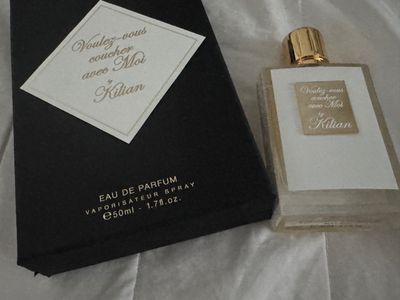 Voulez-vous
coucher
avec Moi
by
Kilian
EAU DE PARFUM
VAPORISATEUR SPRAY
℮50ml - 1.7fl.oz.
Voulez-vous
coucher
avec Moi
by
Kilian